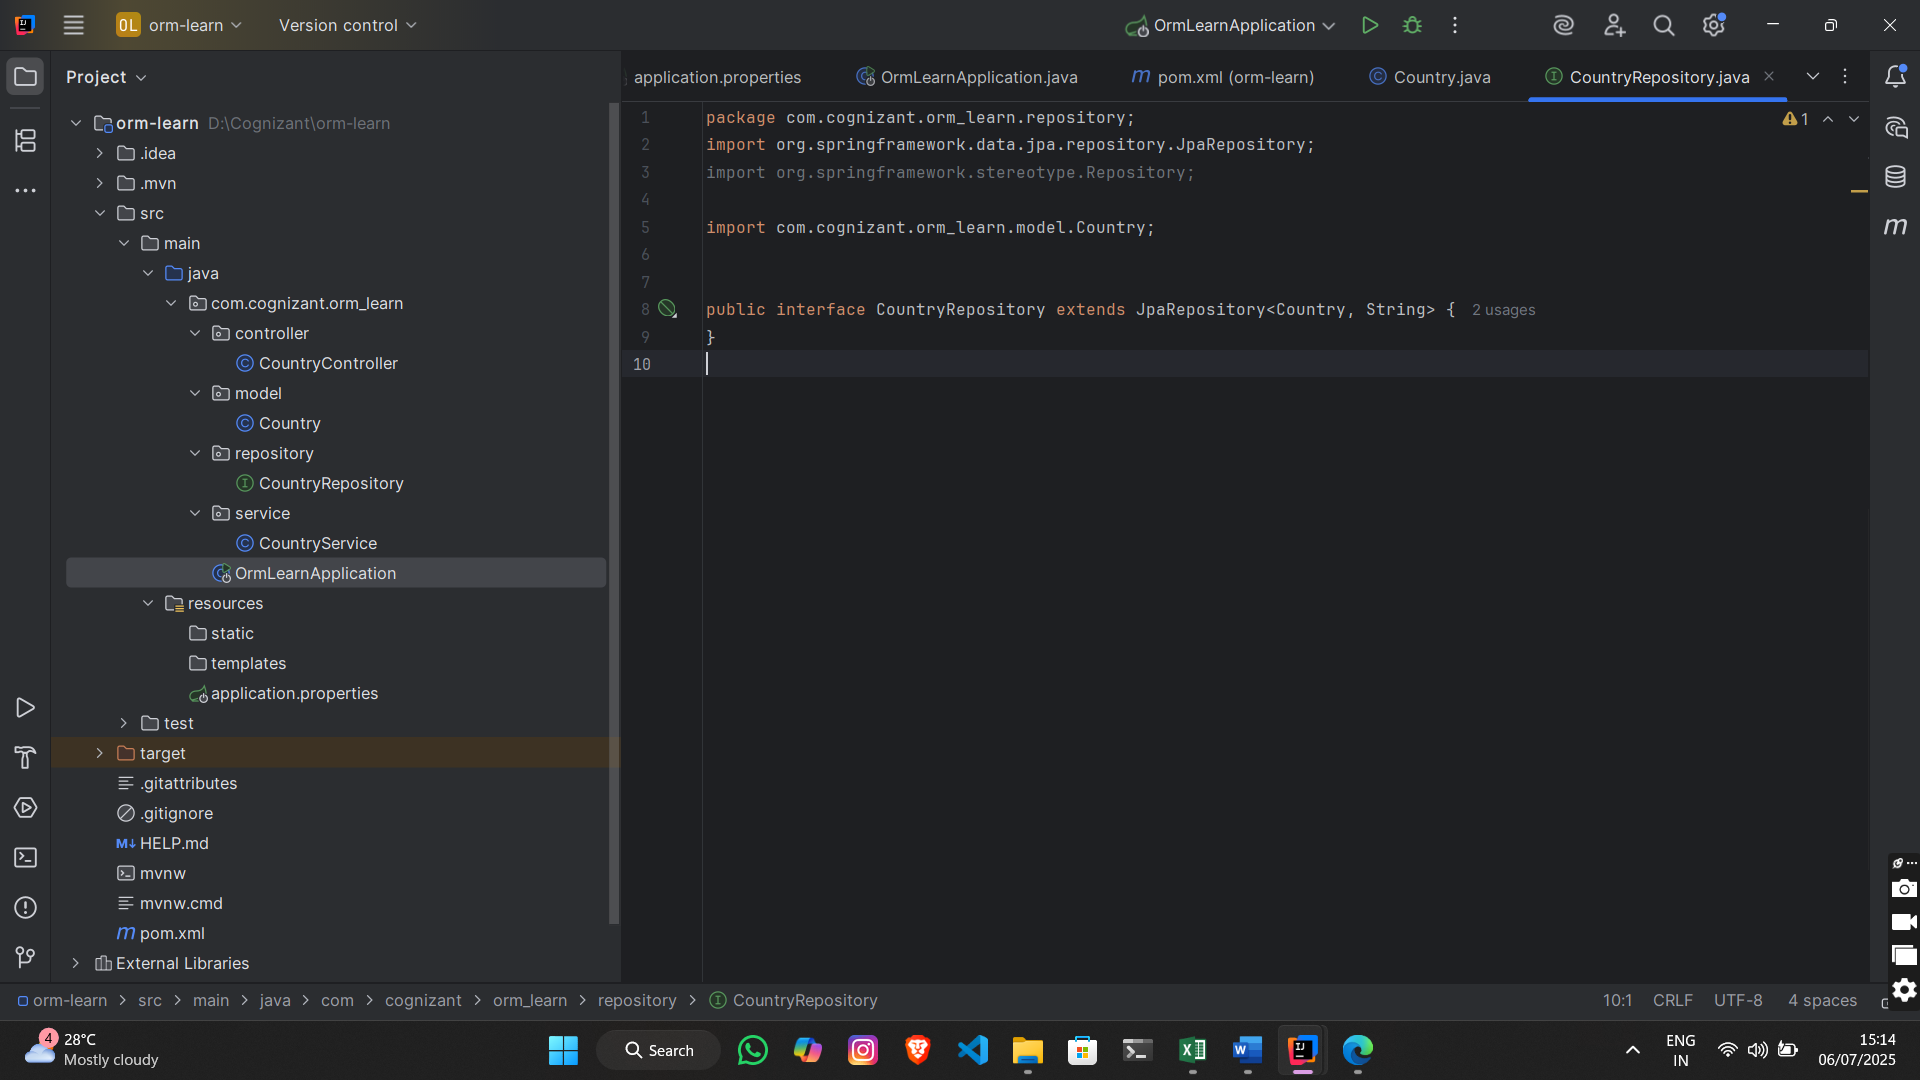 OL orm-learn
Version control
OrmLearnApplication
Project
application.properties
OrmLearnApplication.java
pom.xml (orm-learn)
Country.java
CountryRepository.java
orm-learn D:\Cognizant\orm-learn
.idea
.mvn
src
main
java
com.cognizant.orm_learn
controller
CountryController
model
Country
repository
CountryRepository
service
CountryService
OrmLearnApplication
resources
static
templates
application.properties
test
target
.gitattributes
.gitignore
HELP.md
mvnw
mvnw.cmd
pom.xml
External Libraries
1 package com.cognizant.orm_learn.repository;
2 import org.springframework.data.jpa.repository.JpaRepository;
3 import org.springframework.stereotype.Repository;
4
5 import com.cognizant.orm_learn.model.Country;
6
7
8 public interface CountryRepository extends JpaRepository<Country, String> { 2 usages
9 }
10
1
orm-learn > src > main > java > com > cognizant > orm_learn > repository > CountryRepository
10:1 CRLF UTF-8 4 spaces
4
28°C
Mostly cloudy
Search
ENG
IN
15:14
06/07/2025